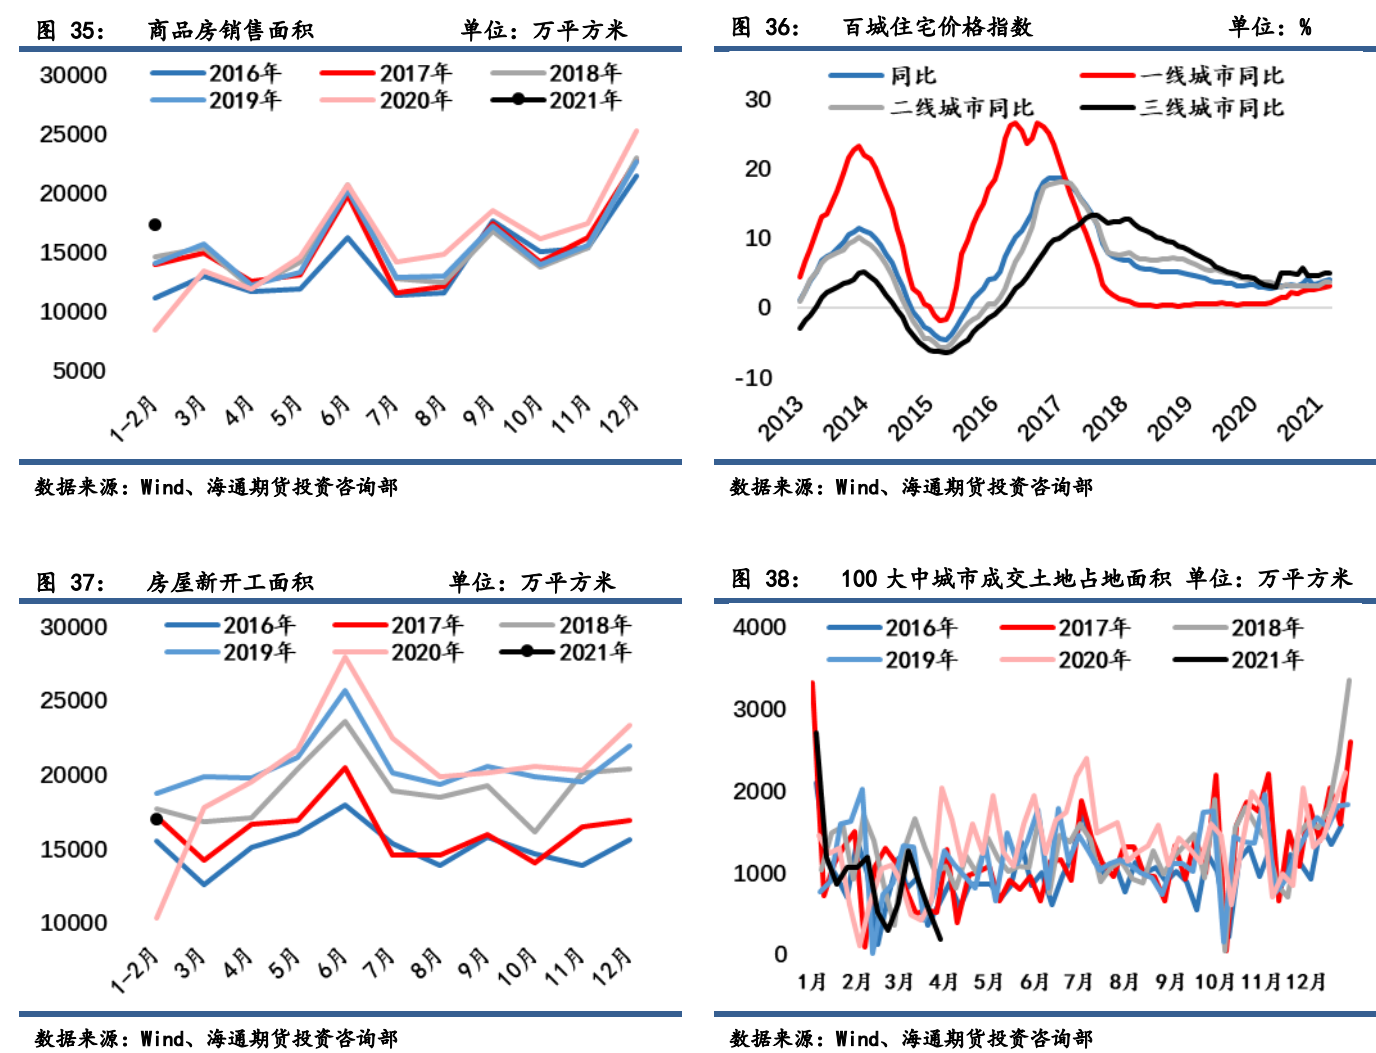 图 35： 商品房销售面积 单位：万平方米
30000
25000
20000
15000
10000
5000
2016年 2017年 2018年
2019年 2020年 2021年
1-2月 3月 4月 5月 6月 7月 8月 9月 10月 11月 12月
数据来源：Wind、海通期货投资咨询部
图 36： 百城住宅价格指数 单位：%
同比 一线城市同比
二线城市同比 三线城市同比
30
20
10
0
-10
2013 2014 2015 2016 2017 2018 2019 2020 2021
数据来源：Wind、海通期货投资咨询部
图 37： 房屋新开工面积 单位：万平方米
30000
25000
20000
15000
10000
2016年 2017年 2018年
2019年 2020年 2021年
1-2月 3月 4月 5月 6月 7月 8月 9月 10月 11月 12月
数据来源：Wind、海通期货投资咨询部
图 38： 100大中城市成交土地占地面积 单位：万平方米
4000
3000
2000
1000
0
2016年 2017年 2018年
2019年 2020年 2021年
1月 2月 3月 4月 5月 6月 7月 8月 9月 10月 11月 12月
数据来源：Wind、海通期货投资咨询部